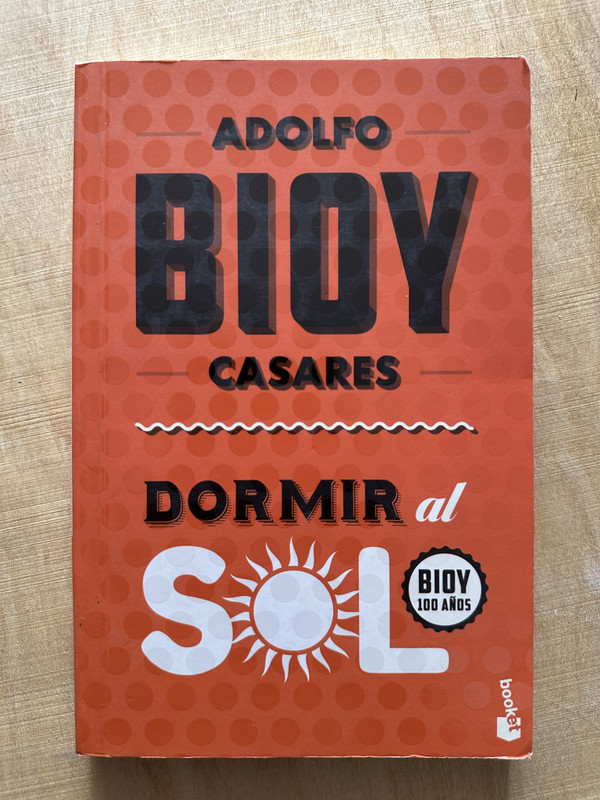 ADOLFO
BIOY
CASARES
DORMIR al
SOL
BIOY
100 AÑOS
booket